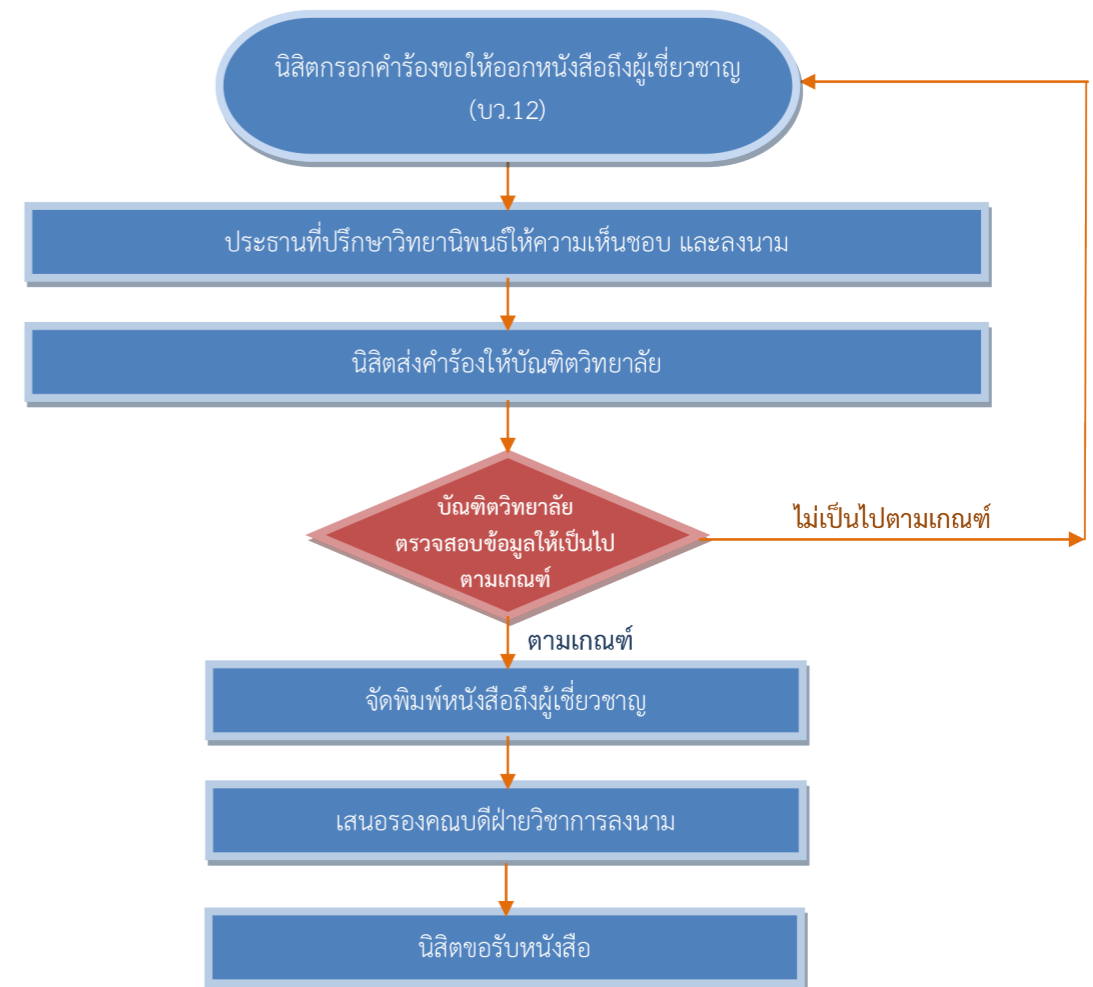 นิสิตกรอกคำร้องขอให้ออกหนังสือถึงผู้เชี่ยวชาญ
(บว.12)
ประธานที่ปรึกษาวิทยานิพนธ์ให้ความเห็นชอบ และลงนาม
นิสิตส่งคำร้องให้บัณฑิตวิทยาลัย
บัณฑิตวิทยาลัย
ตรวจสอบข้อมูลให้เป็นไป
ตามเกณฑ์
ไม่เป็นไปตามเกณฑ์
ตามเกณฑ์
จัดพิมพ์หนังสือถึงผู้เชี่ยวชาญ
เสนอรองคณบดีฝ่ายวิชาการลงนาม
นิสิตขอรับหนังสือ